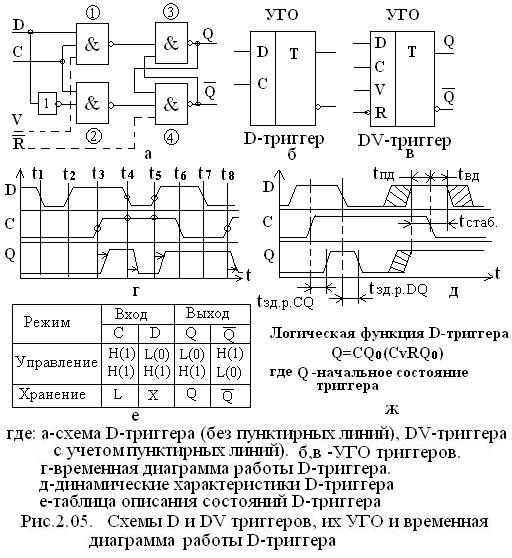 ① ③ УГО УГО
D & & Q D T D T Q
C C C
V
1 & & Q̅ R Q̅
V
R̅ ② ④ D-триггер DV-триггер
а б в
t1 t2 t3 t4 t5 t6 t7 t8 tпд tвд
D D
C C tстаб.
Q Q
t t
г tзд.р.CQ tзд.р.DQ д
Режим Вход Выход
C D Q Q̅
Управление H(1) L(0) L(0) H(1)
H(1) H(1) H(1) L(0)
Хранение L X Q Q̅
е
Логическая функция D-триггера
Q=CQ₀(CvRQ₀)
где Q -начальное состояние
триггера
ж
где: а-схема D-триггера (без пунктирных линий), DV-триггера
с учетом пунктирных линий). б,в -УГО триггеров.
г-временная диаграмма работы D-триггера.
д-динамические характеристики D-триггера
е-таблица описания состояний D-триггера
Рис.2.05. Схемы D и DV триггеров, их УГО и временная
диаграмма работы D-триггера